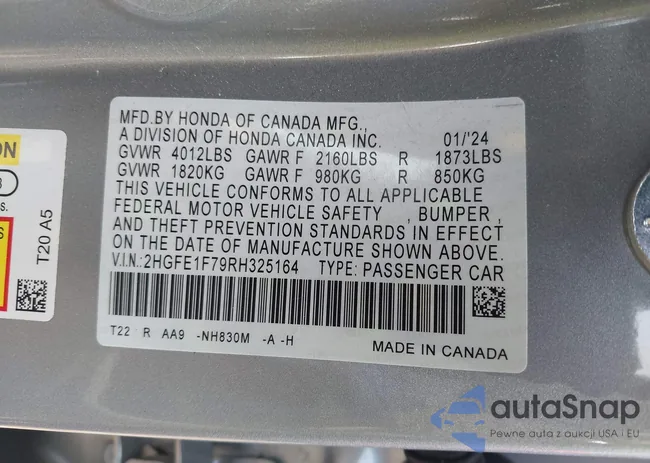 MFD.BY HONDA OF CANADA MFG.,
A DIVISION OF HONDA CANADA INC. 01/'24
GVWR 4012LBS GAWR F 2160LBS R 1873LBS
GVWR 1820KG GAWR F 980KG R 850KG
THIS VEHICLE CONFORMS TO ALL APPLICABLE
FEDERAL MOTOR VEHICLE SAFETY , BUMPER ,
AND THEFT PREVENTION STANDARDS IN EFFECT
ON THE DATE OF MANUFACTURE SHOWN ABOVE.
V.I.N.: 2HGFE1F79RH325164 TYPE: PASSENGER CAR
T22 R AA9 -NH830M -A -H
MADE IN CANADA
ON
3
s.
S
T20 A5
autaSnap
Pewne auta z aukcji USA i EU